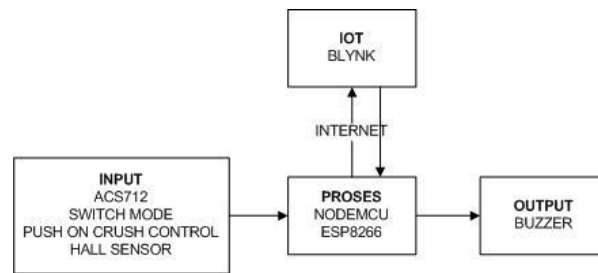 IOT
BLYNK
INTERNET
INPUT
ACS712
SWITCH MODE
PUSH ON CRUSH CONTROL
HALL SENSOR
PROSES
NODEMCU
ESP8266
OUTPUT
BUZZER